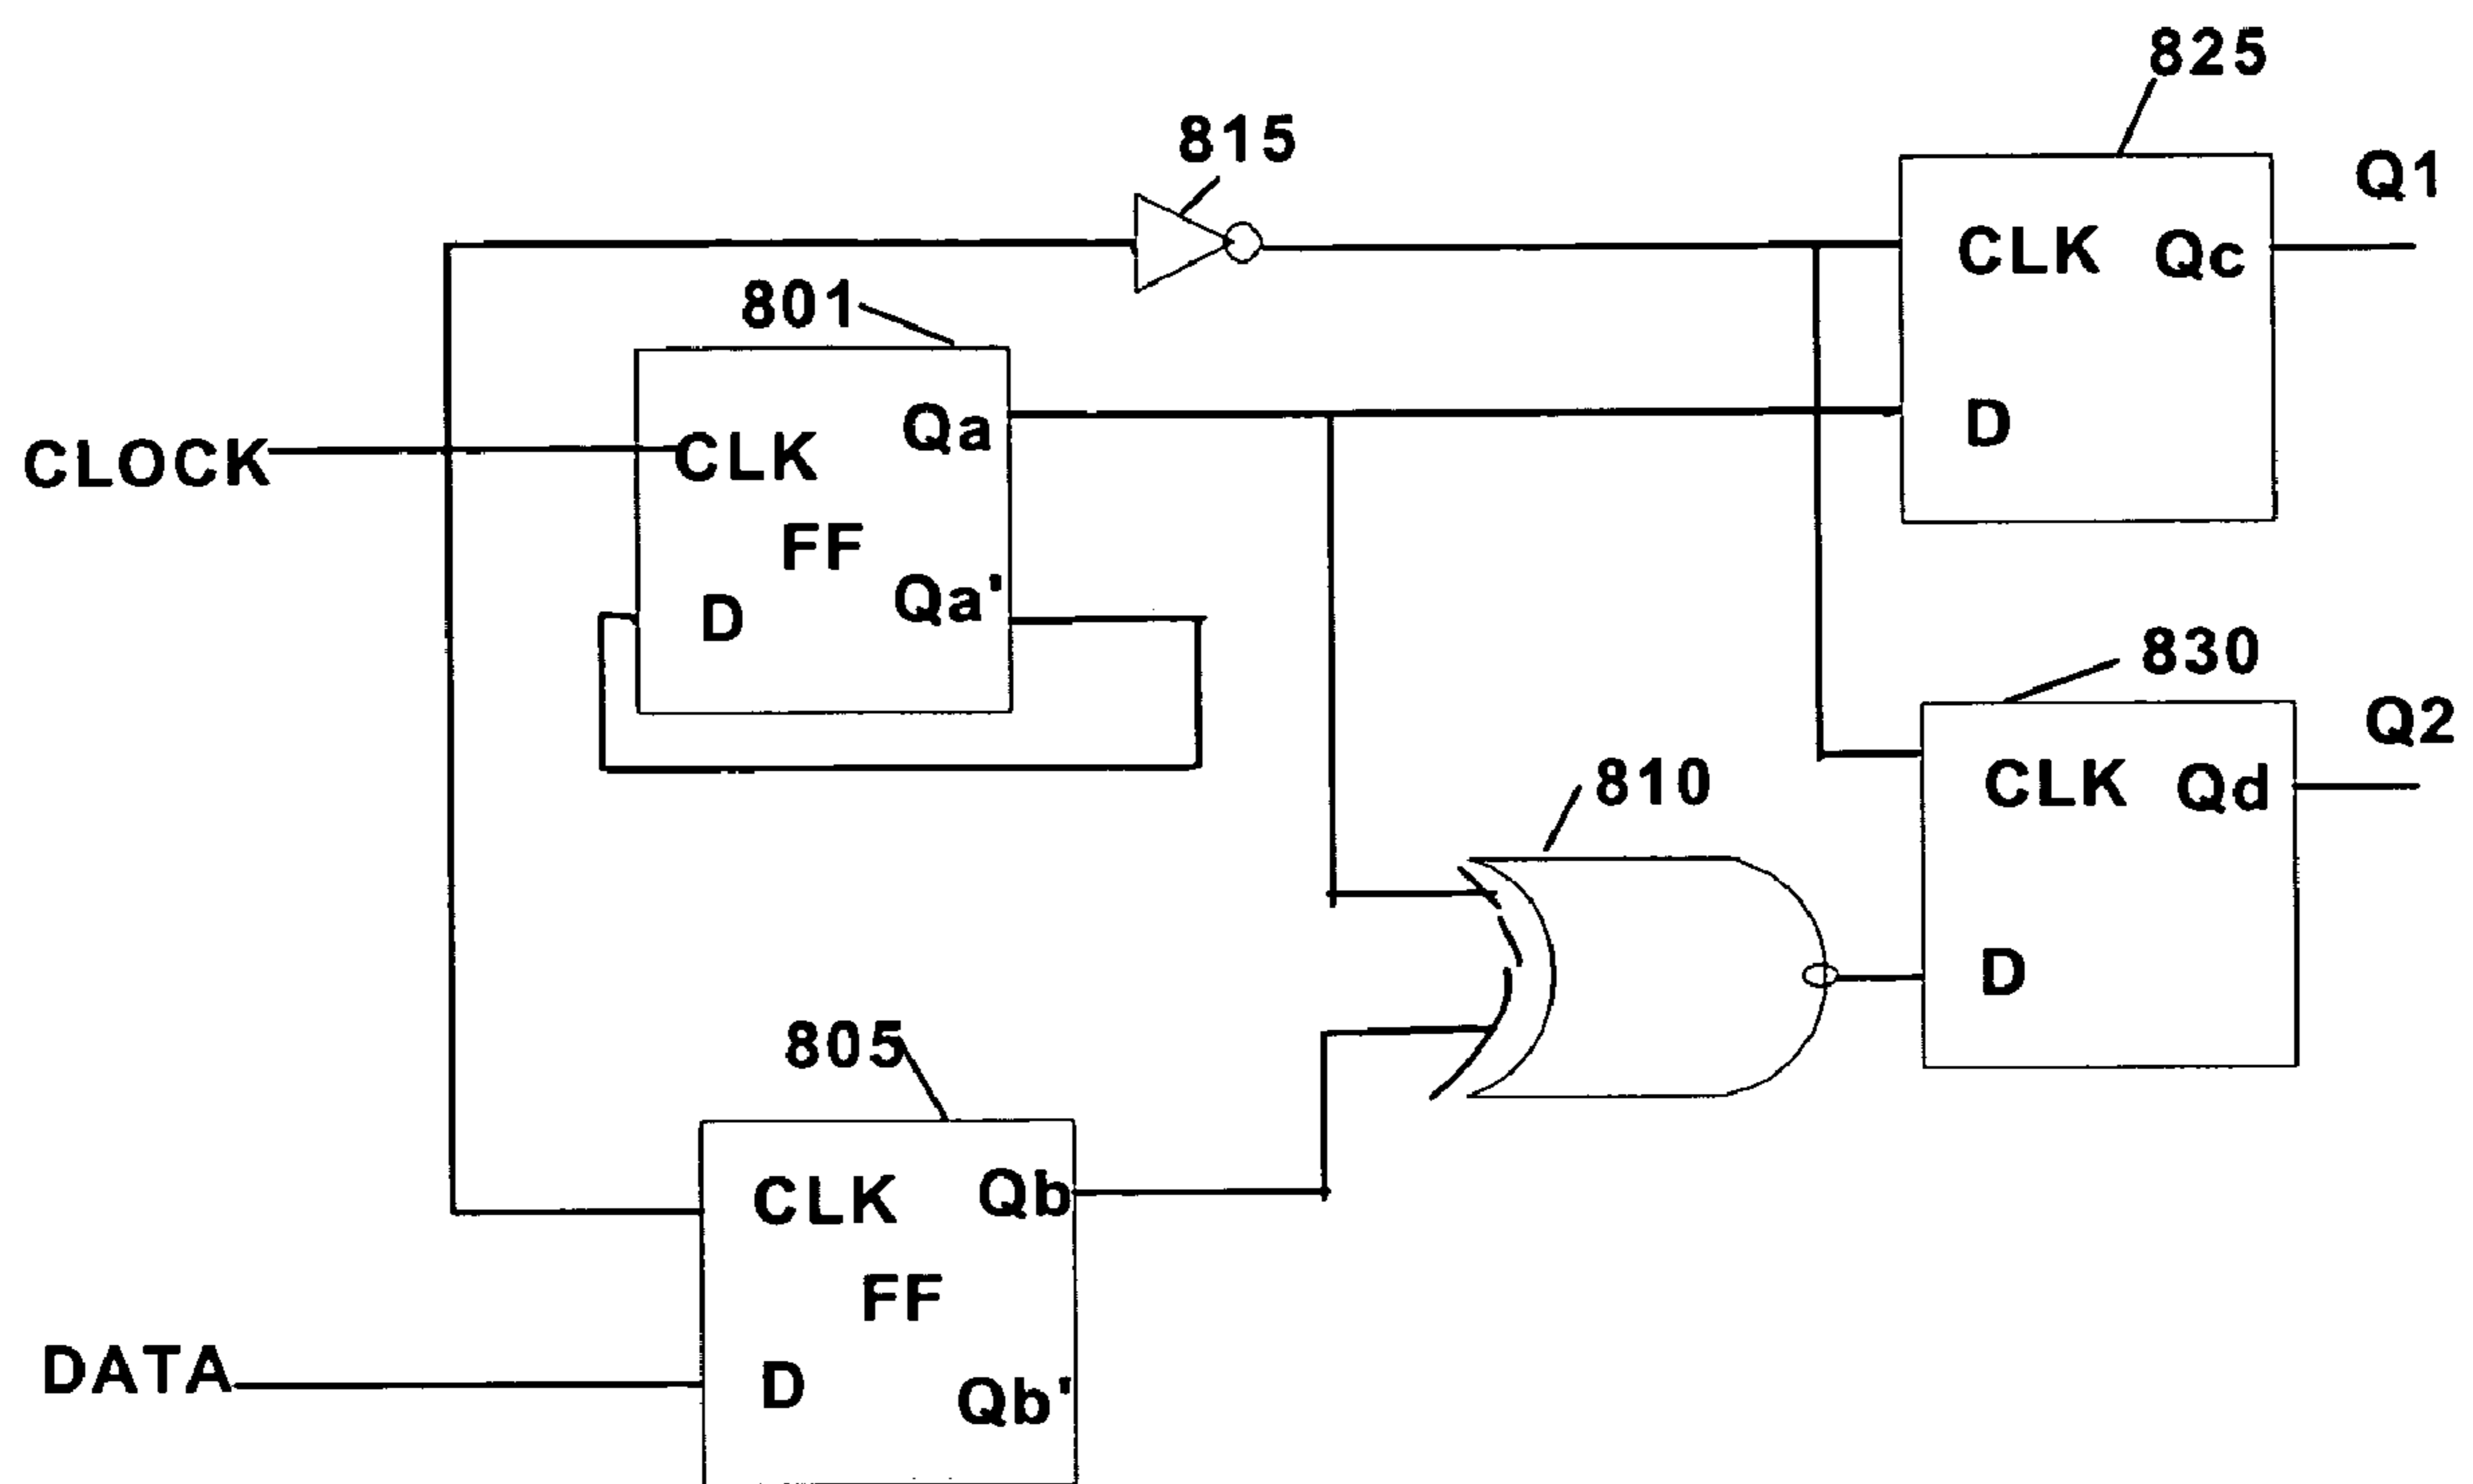 825
815
Q1
CLK Qc
801
Qa
CLOCK
CLK
D
FF
Qa'
D
830
Q2
810
CLK Qd
D
805
CLK Qb
FF
DATA
D
Qb'